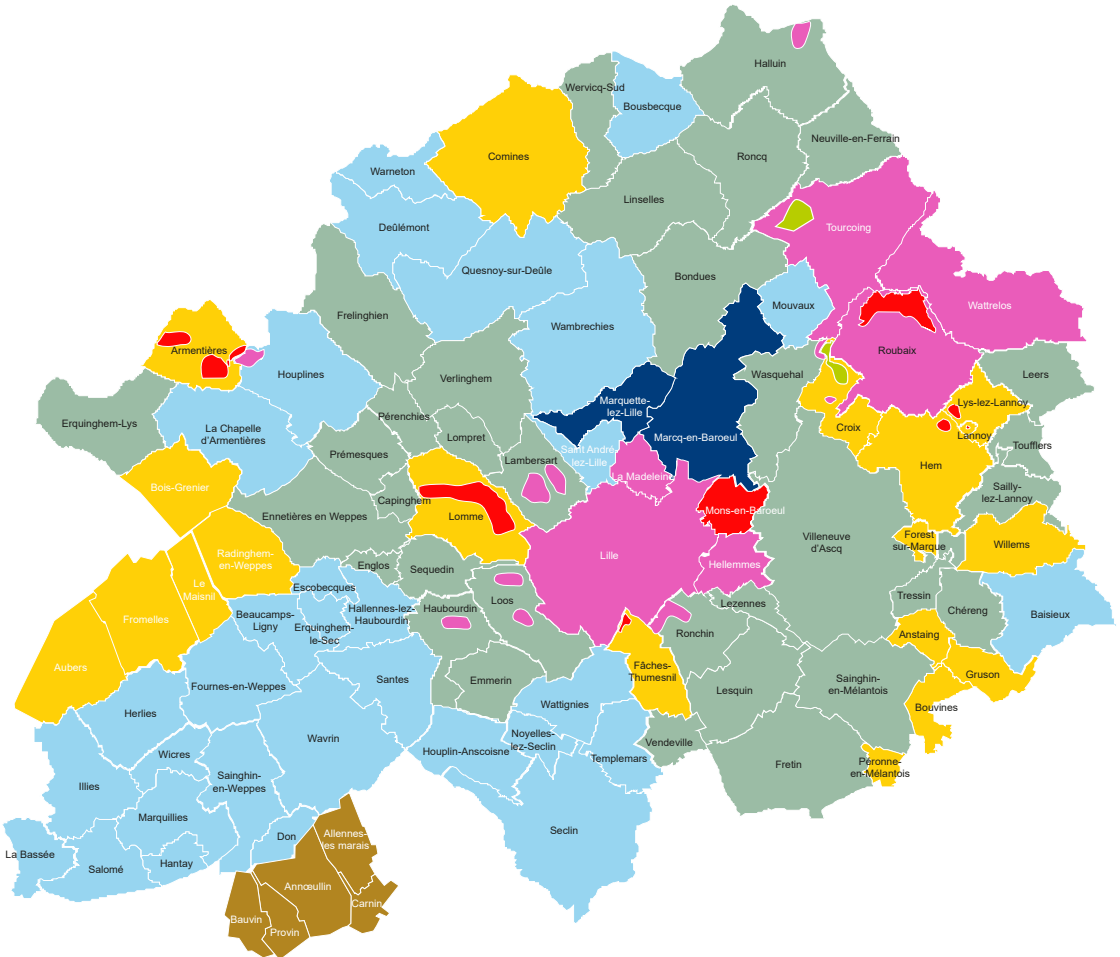 Halluin
Wervicq-Sud
Bousbecque
Neuville-en-Ferrain
Comines
Roncq
Warneton
Linselles
Deûlémont
Tourcoing
Quesnoy-sur-Deûle
Bondues
Mouvaux
Wattrelos
Frelinghien
Wambrechies
Armentières
Roubaix
Houplines
Verlinghem
Wasquehal
Leers
Erquinghem-Lys
La Chapelle
d'Armentières
Pérenchies
Marquette-
lez-Lille
Lys-lez-Lannoy
Lompret
Marcq-en-Baroeul
Croix
Lannoy
Prémesques
Lambersart
Saint André
lez-Lille
Toufflers
Bois-Grenier
La Madeleine
Hem
Capinghem
Sailly-
lez-Lannoy
Ennetières en Weppes
Lomme
Mons-en-Baroeul
Villeneuve
d'Ascq
Forest
sur-Marque
Willems
Radinghem-
en-Weppes
Englos
Sequedin
Lille
Hellemmes
Le
Maisnil
Escobecques
Tressin
Fromelles
Beaucamps-
Ligny
Erquinghem-
le-Sec
Hallennes-lez-
Haubourdin
Haubourdin
Loos
Lezennes
Chéreng
Baisieux
Ronchin
Anstaing
Aubers
Fâches-
Thumesnil
Gruson
Fournes-en-Weppes
Santes
Emmerin
Lesquin
Sainghin
en-Mélantois
Bouvines
Herlies
Wattignies
Wicres
Wavrin
Houplin-Anscoisne
Noyelles-
lez-Seclin
Vendeville
Templemars
Fretin
Péronne-
en-Mélantois
Illies
Sainghin-
en-Weppes
Marquillies
Seclin
Don
Allennes-
les marais
La Bassée
Salomé
Hantay
Annœullin
Carnin
Bauvin
Provin